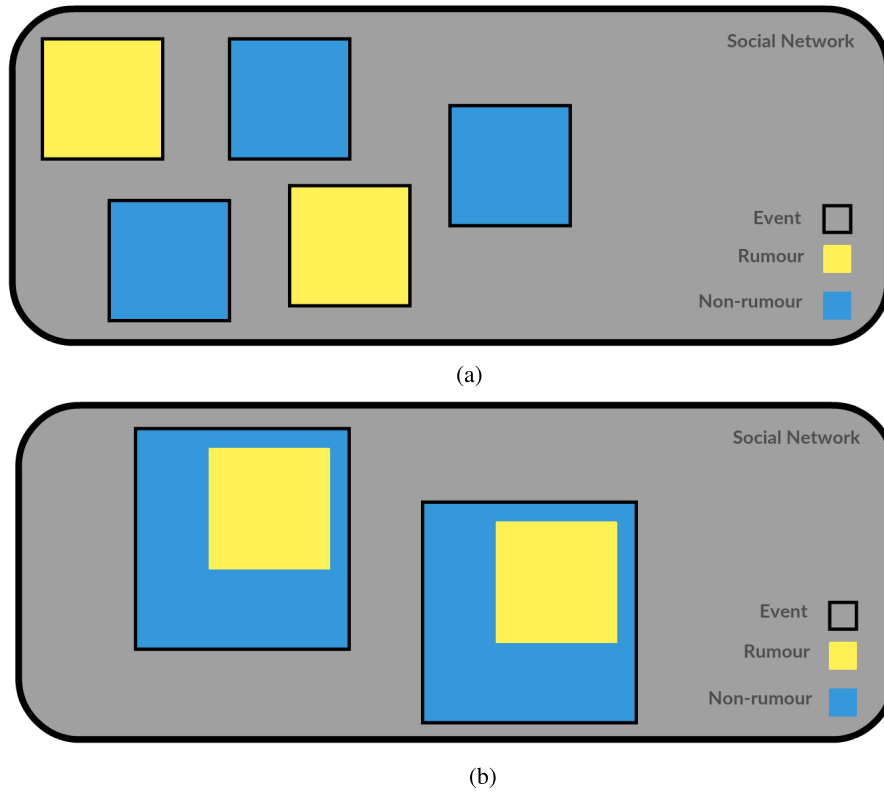 Social Network
Event
Rumour
Non-rumour
(a)
Social Network
Event
Rumour
Non-rumour
(b)